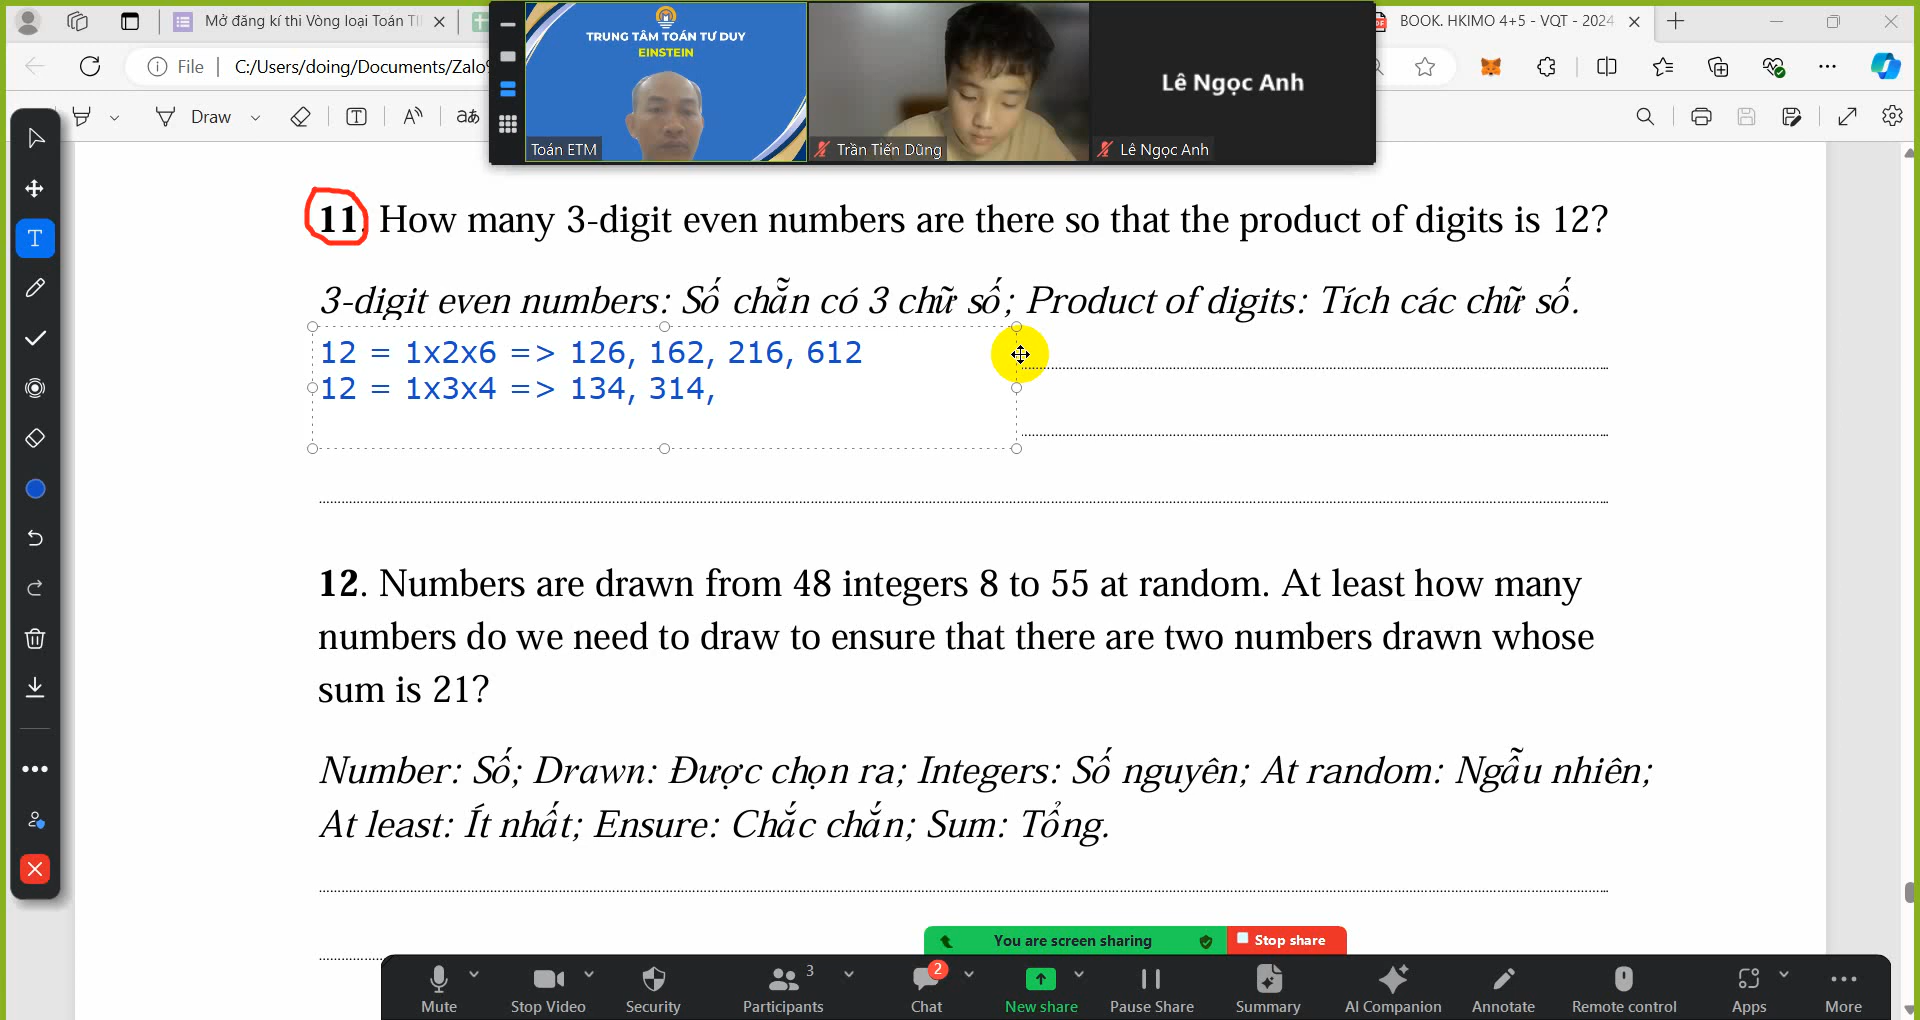 Mở đăng kí thi Vòng loại Toán TI
BOOK. HKIMO 4+5 - VQT - 2024
File
C:/Users/doing/Documents/Zalo
Draw
aあ
TRUNG TÂM TOÁN TƯ DUY
EINSTEIN
Toán ETM
Trần Tiến Dũng
Lê Ngọc Anh
Lê Ngọc Anh
11. How many 3-digit even numbers are there so that the product of digits is 12?
3-digit even numbers: Số chẵn có 3 chữ số; Product of digits: Tích các chữ số.
12 = 1x2x6 => 126, 162, 216, 612
12 = 1x3x4 => 134, 314,
12. Numbers are drawn from 48 integers 8 to 55 at random. At least how many
numbers do we need to draw to ensure that there are two numbers drawn whose
sum is 21?
Number: Số; Drawn: Được chọn ra; Integers: Số nguyên; At random: Ngẫu nhiên;
At least: Ít nhất; Ensure: Chắc chắn; Sum: Tổng.
You are screen sharing
Stop share
Mute
Stop Video
Security
Participants
3
Chat
2
New share
Pause Share
Summary
AI Companion
Annotate
Remote control
Apps
More